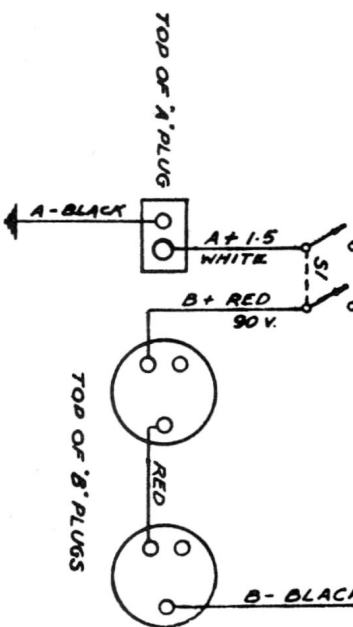 TOP OF "A" PLUG
A - BLACK
A + 1.5
WHITE
S1
B + RED
90 V.
TOP OF "B" PLUGS
RED
B - BLACK